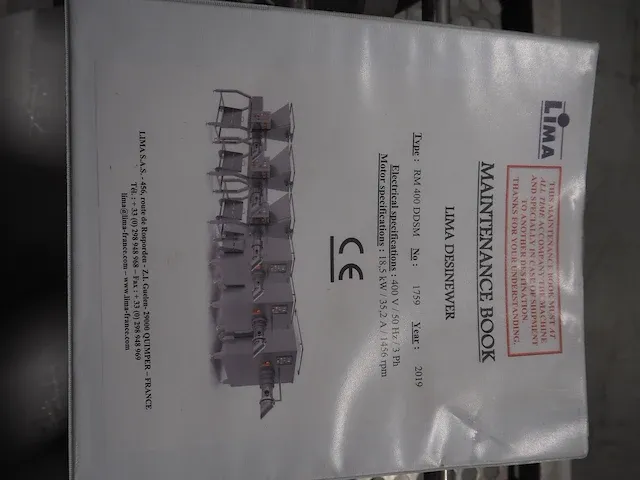 LIMA
THIS MAINTENANCE BOOK MUST AT
ALL TIME ACCOMPANY THE MACHINE
AND SPECIALLY IN CASE OF RESHIPMENT
TO ANOTHER DESTINATION.
THANKS FOR YOUR UNDERSTANDING.
MAINTENANCE BOOK
LIMA DESINEWER
Type : RM 400 DDSM No : 1759 Year : 2019
Electrical specifications : 400 V / 50 Hz / 3 Ph
Motor specifications : 18,5 kW / 35,2 A / 1456 rpm
CE
LIMA S.A.S. - 456, route de Rosporden - Z.I. Guelen- 29000 QUIMPER – FRANCE
Tél. : + 33 (0) 298 948 968 – Fax : + 33 (0) 298 948 969
lima@lima-france.com – www.lima-france.com